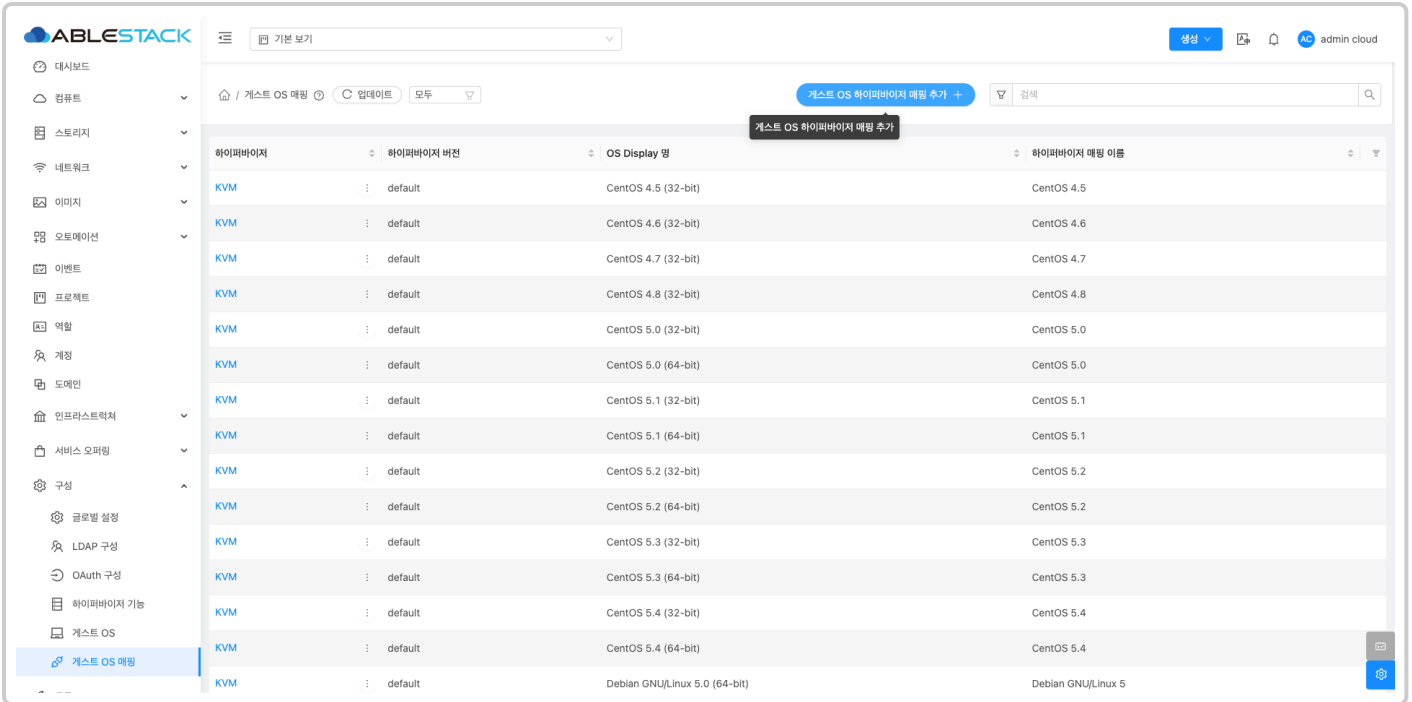 ABLESTACK
기본 보기
생성
AC admin cloud
대시보드
컴퓨트
스토리지
네트워크
이미지
오토메이션
이벤트
프로젝트
역할
계정
도메인
인프라스트럭쳐
서비스 오퍼링
구성
글로벌 설정
LDAP 구성
OAuth 구성
하이퍼바이저 기능
게스트 OS
게스트 OS 매핑
/ 게스트 OS 매핑 업데이트 모두
게스트 OS 하이퍼바이저 매핑 추가 +
검색
게스트 OS 하이퍼바이저 매핑 추가
하이퍼바이저 하이퍼바이저 버전 OS Display 명 하이퍼바이저 매핑 이름
KVM default CentOS 4.5 (32-bit) CentOS 4.5
KVM default CentOS 4.6 (32-bit) CentOS 4.6
KVM default CentOS 4.7 (32-bit) CentOS 4.7
KVM default CentOS 4.8 (32-bit) CentOS 4.8
KVM default CentOS 5.0 (32-bit) CentOS 5.0
KVM default CentOS 5.0 (64-bit) CentOS 5.0
KVM default CentOS 5.1 (32-bit) CentOS 5.1
KVM default CentOS 5.1 (64-bit) CentOS 5.1
KVM default CentOS 5.2 (32-bit) CentOS 5.2
KVM default CentOS 5.2 (64-bit) CentOS 5.2
KVM default CentOS 5.3 (32-bit) CentOS 5.3
KVM default CentOS 5.3 (64-bit) CentOS 5.3
KVM default CentOS 5.4 (32-bit) CentOS 5.4
KVM default CentOS 5.4 (64-bit) CentOS 5.4
KVM default Debian GNU/Linux 5.0 (64-bit) Debian GNU/Linux 5